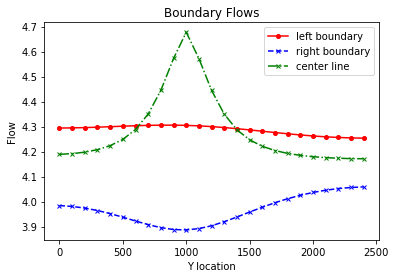 Boundary Flows
4.7
4.6
4.5
4.4
4.3
4.2
4.1
4.0
3.9
Flow
left boundary
right boundary
center line
0
500
1000
1500
2000
2500
Y location